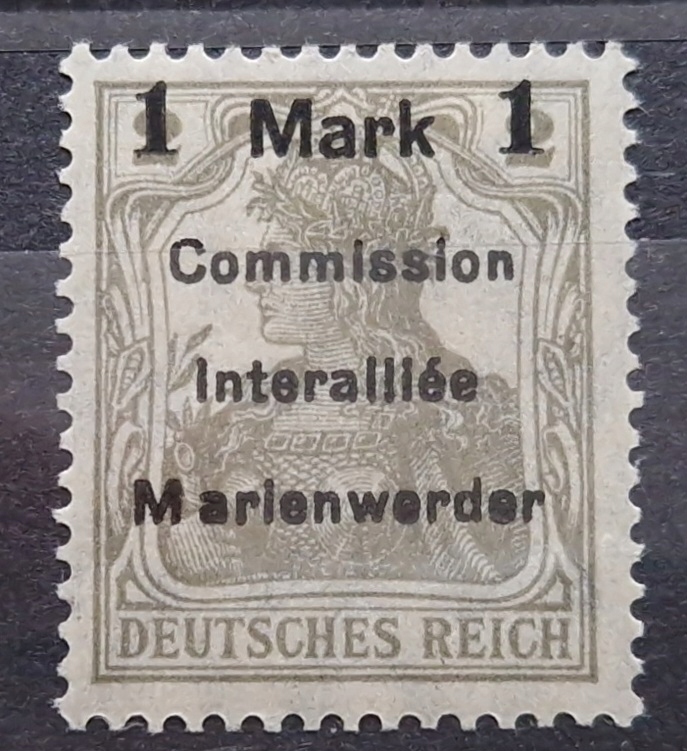 1 Mark 1
Commission
Interalliée
Marienwerder
DEUTSCHES REICH